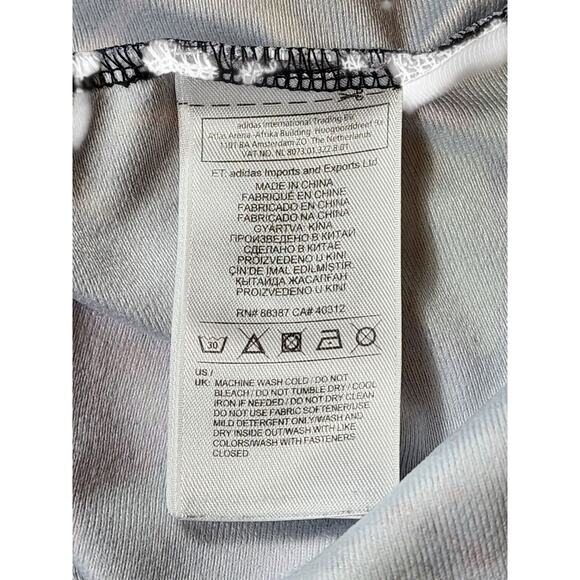 adidas International Trading BV
Atlas Arena -Afrika Building Hoogoorddreef 9a
1101 BA Amsterdam ZO The Netherlands
VAT NO. NL 8073.01.327.B.01
ET: adidas Imports and Exports Ltd
MADE IN CHINA
FABRIQUÉ EN CHINE
FABRICADO EN CHINA
FABRICADO NA CHINA
GYÁRTVA: KÍNA
ПРОИЗВЕДЕНО В КИТАЙ
СДЕЛАНО В КИТАЕ
PROIZVEDENO U KINI
ÇİN'DE İMAL EDİLMİŞTİR.
ҚЫТАЙДА ЖАСАЛҒАН
PROIZVEDENO U KINI
RN# 88387 CA# 40312
30
US /
UK: MACHINE WASH COLD / DO NOT
BLEACH / DO NOT TUMBLE DRY / COOL
IRON IF NEEDED / DO NOT DRY CLEAN
DO NOT USE FABRIC SOFTENER/USE
MILD DETERGENT ONLY/WASH AND
DRY INSIDE OUT/WASH WITH LIKE
COLORS/WASH WITH FASTENERS
CLOSED